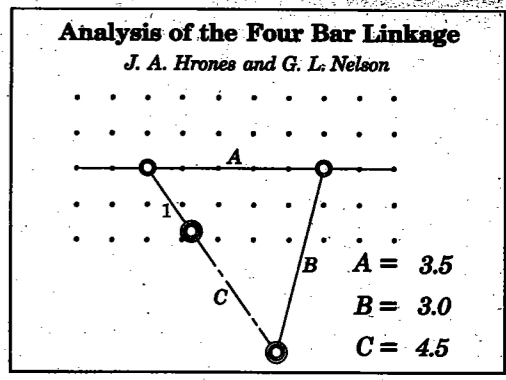 Analysis of the Four Bar Linkage
J. A. Hrones and G. L. Nelson
A
1
B
C
A = 3.5
B = 3.0
C = 4.5